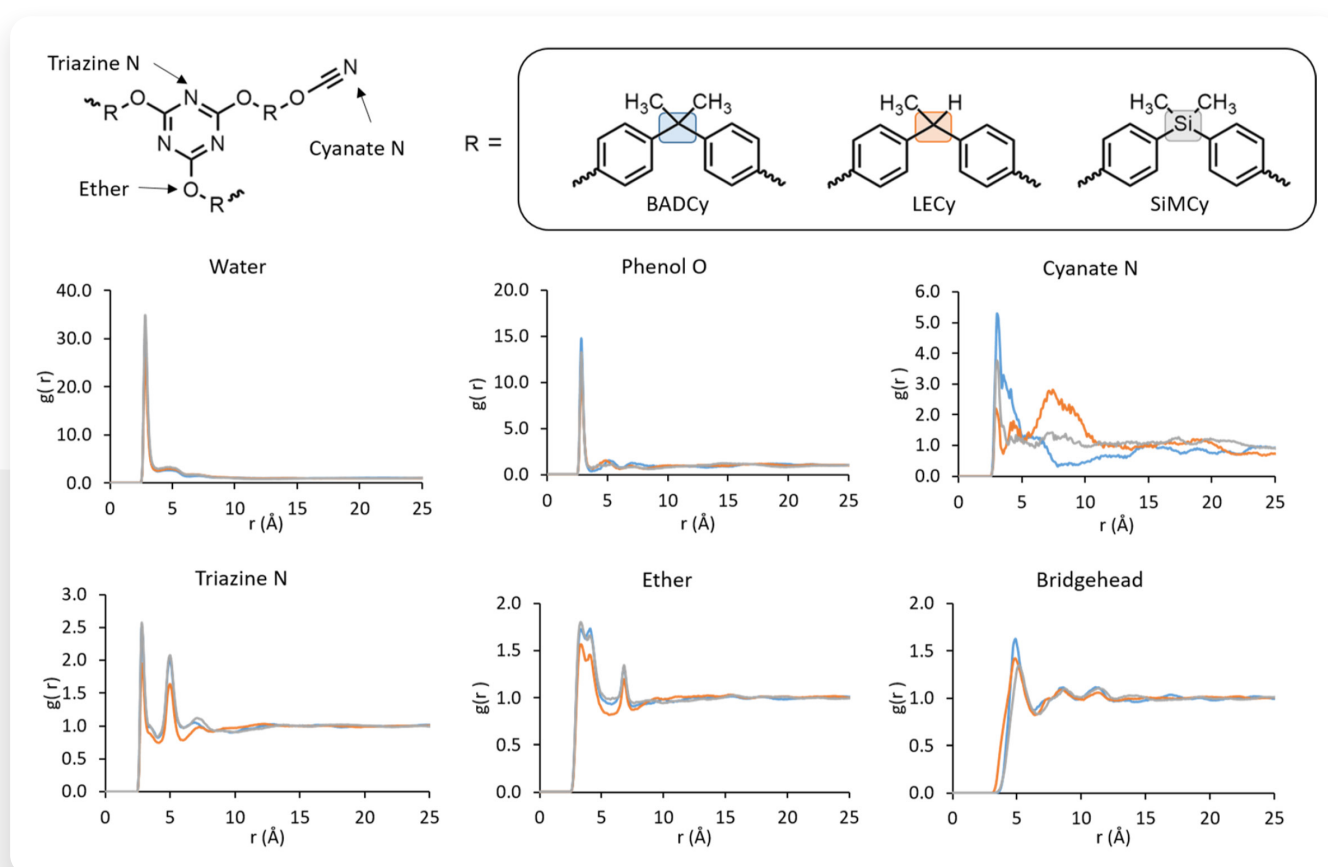 Triazine N
O
R
N
N
N
O
R
O
N
Cyanate N
Ether
O
R
R =
H₃C CH₃
BADCy
H₃C H
LECy
H₃C CH₃
Si
SiMCy
Water
g( r)
40.0
30.0
20.0
10.0
0.0
0 5 10 15 20 25
r (Å)
Phenol O
g( r)
20.0
15.0
10.0
5.0
0.0
0 5 10 15 20 25
r (Å)
Cyanate N
g(r )
6.0
5.0
4.0
3.0
2.0
1.0
0.0
0 5 10 15 20 25
r (Å)
Triazine N
g(r )
3.0
2.5
2.0
1.5
1.0
0.5
0.0
0 5 10 15 20 25
r (Å)
Ether
g(r )
2.0
1.5
1.0
0.5
0.0
0 5 10 15 20 25
r (Å)
Bridgehead
g(r )
2.0
1.5
1.0
0.5
0.0
0 5 10 15 20 25
r (Å)